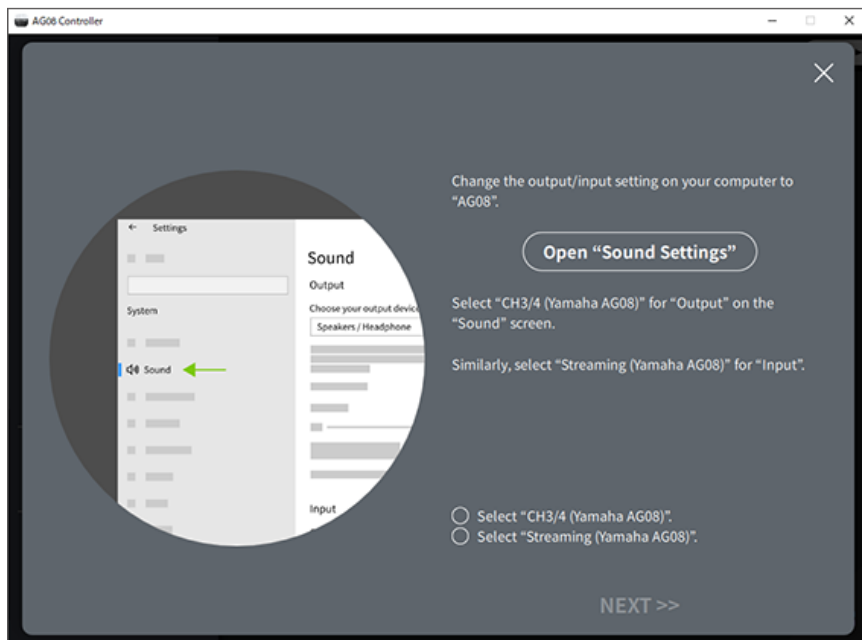 AG08 Controller
Settings
System
Sound
Sound
Output
Choose your output device
Speakers / Headphone
Input
Change the output/input setting on your computer to
“AG08”.
Open “Sound Settings”
Select “CH3/4 (Yamaha AG08)” for “Output” on the
“Sound” screen.
Similarly, select “Streaming (Yamaha AG08)” for “Input”.
Select “CH3/4 (Yamaha AG08)”.
Select “Streaming (Yamaha AG08)”.
NEXT >>